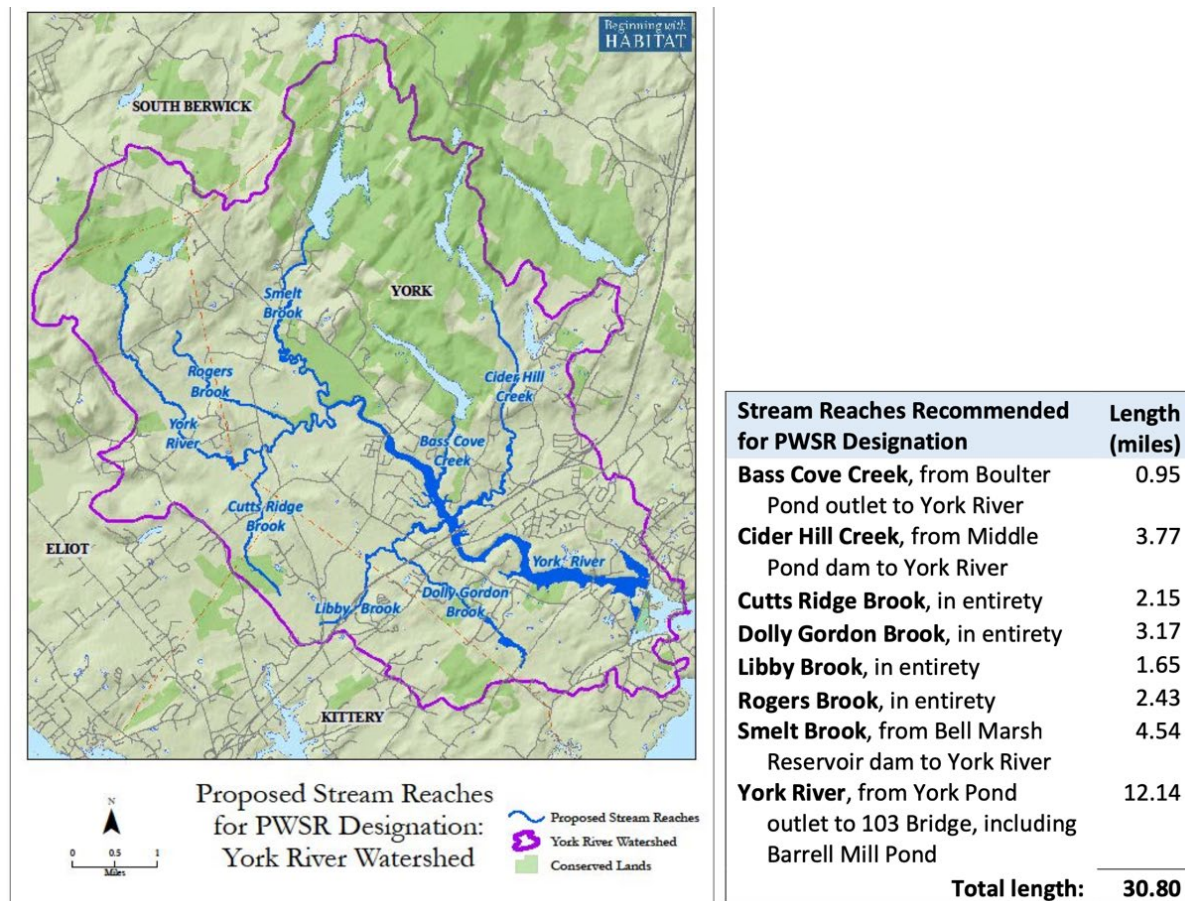 Beginning with
HABITAT
SOUTH BERWICK
YORK
Smelt
Brook
Rogers
Brook
York
River
Cider Hill
Creek
Bass Cove
Creek
Cutts Ridge
Brook
ELIOT
York River
Dolly Gordon
Brook
Libby Brook
KITTERY
N
0 0.5 1
Miles
Proposed Stream Reaches
for PWSR Designation:
York River Watershed
Proposed Stream Reaches
York River Watershed
Conserved Lands
Stream Reaches Recommended Length
for PWSR Designation (miles)
Bass Cove Creek, from Boulter 0.95
Pond outlet to York River
Cider Hill Creek, from Middle 3.77
Pond dam to York River
Cutts Ridge Brook, in entirety 2.15
Dolly Gordon Brook, in entirety 3.17
Libby Brook, in entirety 1.65
Rogers Brook, in entirety 2.43
Smelt Brook, from Bell Marsh 4.54
Reservoir dam to York River
York River, from York Pond 12.14
outlet to 103 Bridge, including
Barrell Mill Pond
Total length: 30.80